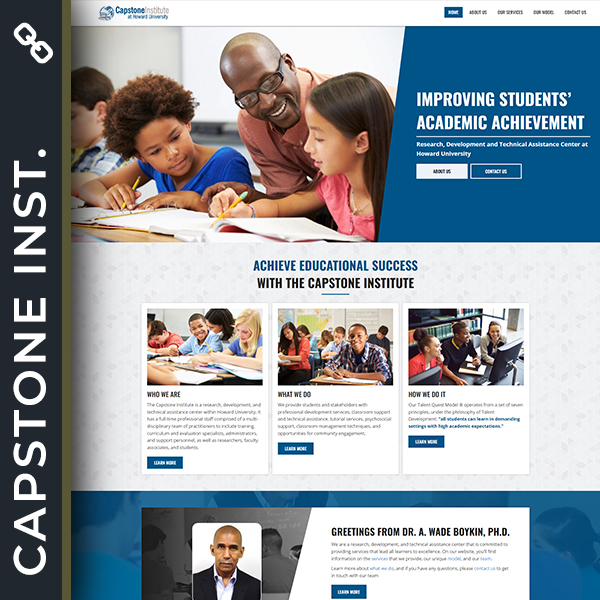 CAPSTONE INST.
CapstoneInstitute
at Howard University
HOME ABOUT US OUR SERVICES OUR MODEL CONTACT US
IMPROVING STUDENTS'
ACADEMIC ACHIEVEMENT
Research, Development and Technical Assistance Center at
Howard University
ABOUT US CONTACT US
ACHIEVE EDUCATIONAL SUCCESS
WITH THE CAPSTONE INSTITUTE
WHO WE ARE
The Capstone Institute is a research, development, and
technical assistance center within Howard University. It
has a full-time professional staff comprised of a multi-
disciplinary team of practitioners to include training,
curriculum and evaluation specialists, administrators,
and support personnel, as well as researchers, faculty
associates, and students.
LEARN MORE
WHAT WE DO
We provide students and stakeholders with
professional development services, classroom support
and technical assistance, tutorial services, psychosocial
support, classroom management techniques, and
opportunities for community engagement.
LEARN MORE
HOW WE DO IT
Our Talent Quest Model ® operates from a set of seven
principles, under the philosophy of Talent
Development: "all students can learn in demanding
settings with high academic expectations."
LEARN MORE
GREETINGS FROM DR. A. WADE BOYKIN, PH.D.
We are a research, development, and technical assistance center that is committed to
providing services that lead all learners to excellence. On our website, you'll find
information on the services that we provide, our unique model, and our team.
Learn more about what we do, and if you have any questions, please contact us to get
in touch with our team.
LEARN MORE